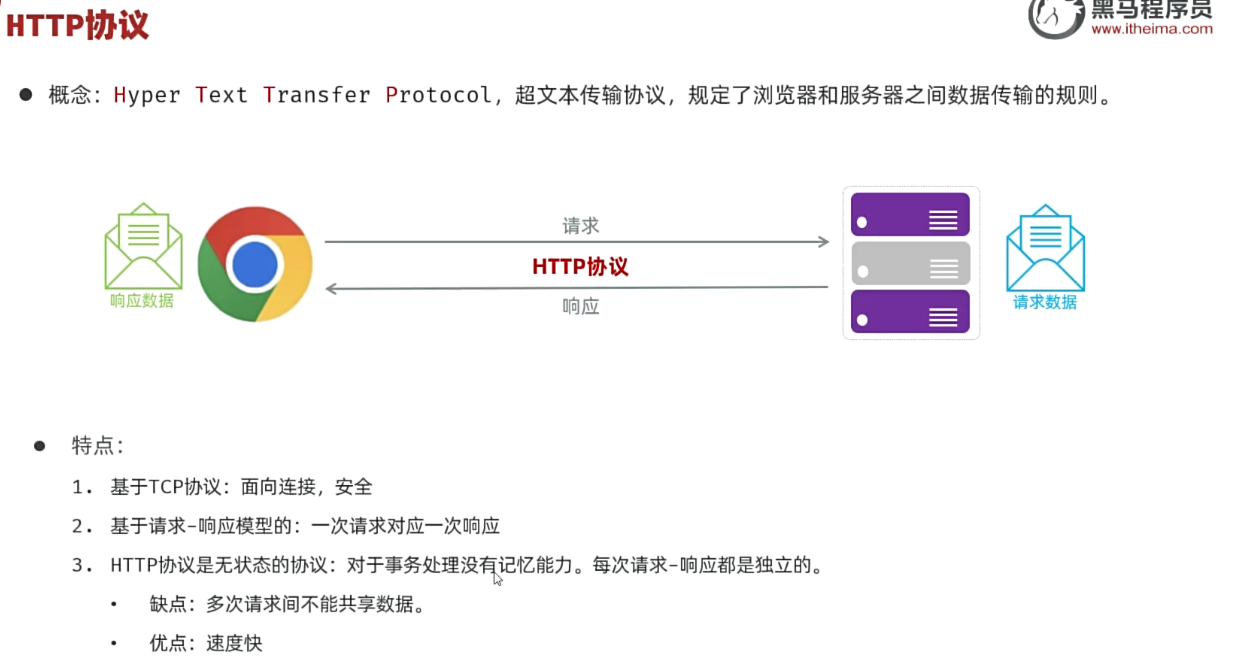 HTTP协议
黑马程序员
www.itheima.com
● 概念：Hyper Text Transfer Protocol，超文本传输协议，规定了浏览器和服务器之间数据传输的规则。
请求
HTTP协议
响应
响应数据
请求数据
● 特点：
1. 基于TCP协议：面向连接，安全
2. 基于请求-响应模型的：一次请求对应一次响应
3. HTTP协议是无状态的协议：对于事务处理没有记忆能力。每次请求-响应都是独立的。
• 缺点：多次请求间不能共享数据。
• 优点：速度快